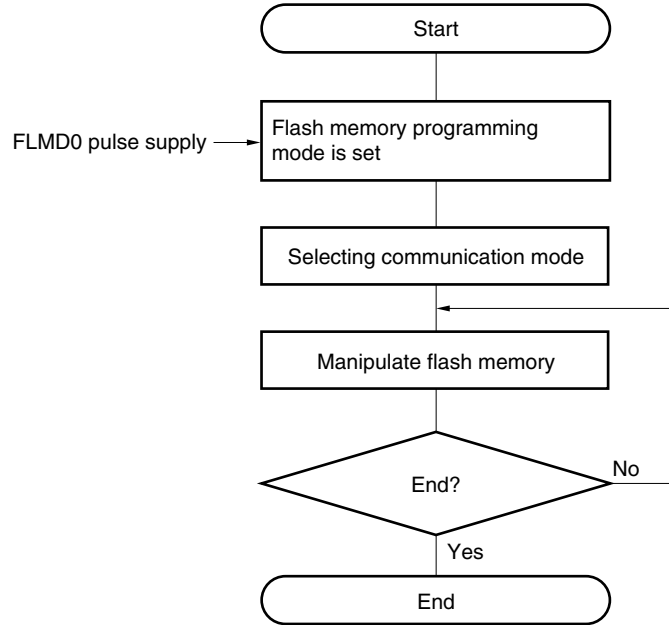 Start
FLMD0 pulse supply
Flash memory programming
mode is set
Selecting communication mode
Manipulate flash memory
End?
No
Yes
End